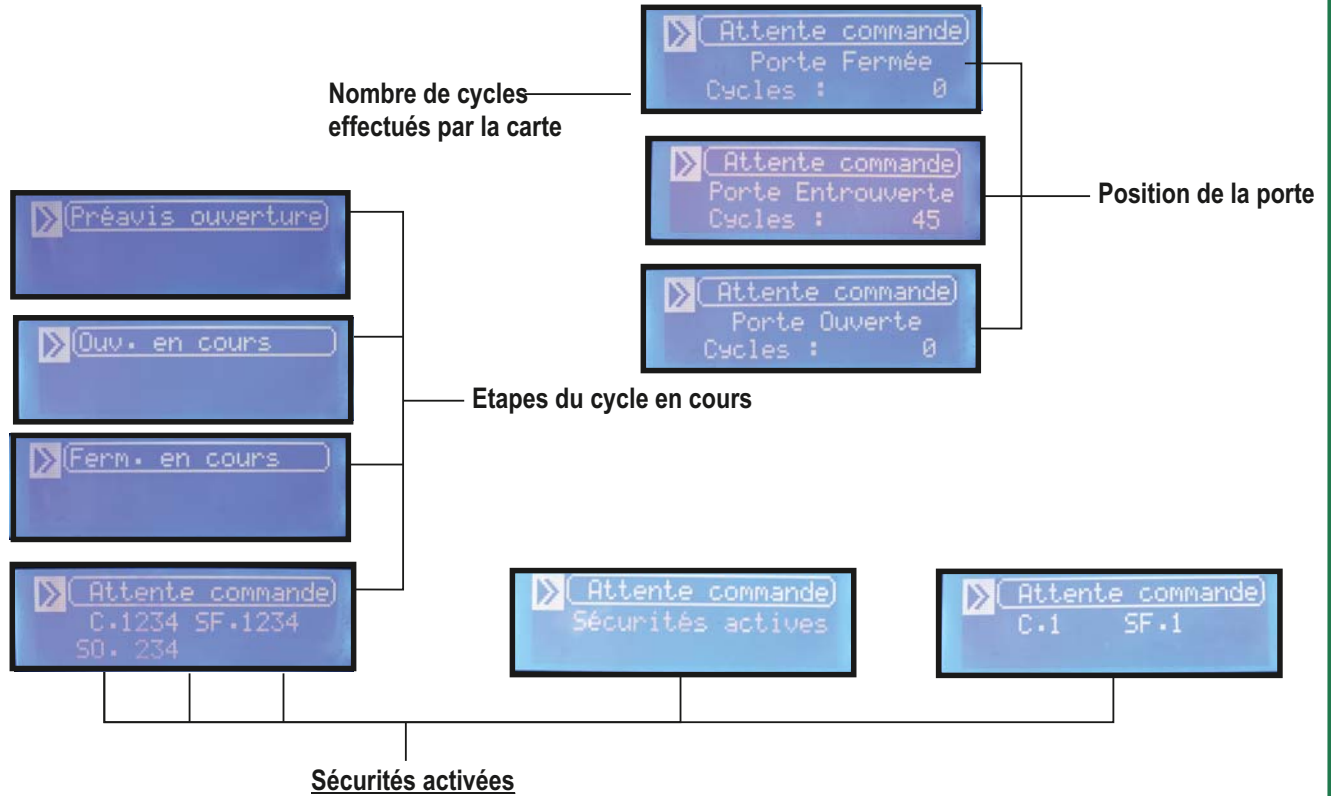 Attente commande
Porte Fermée
Cycles : 0
Nombre de cycles
effectués par la carte
Attente commande
Porte Entrouverte
Cycles : 45
Position de la porte
Attente commande
Porte Ouverte
Cycles : 0
Préavis ouverture
Ouv. en cours
Etapes du cycle en cours
Ferm. en cours
Attente commande
C.1234 SF.1234
SO. 234
Attente commande
Sécurités actives
Attente commande
C.1 SF.1
Sécurités activées